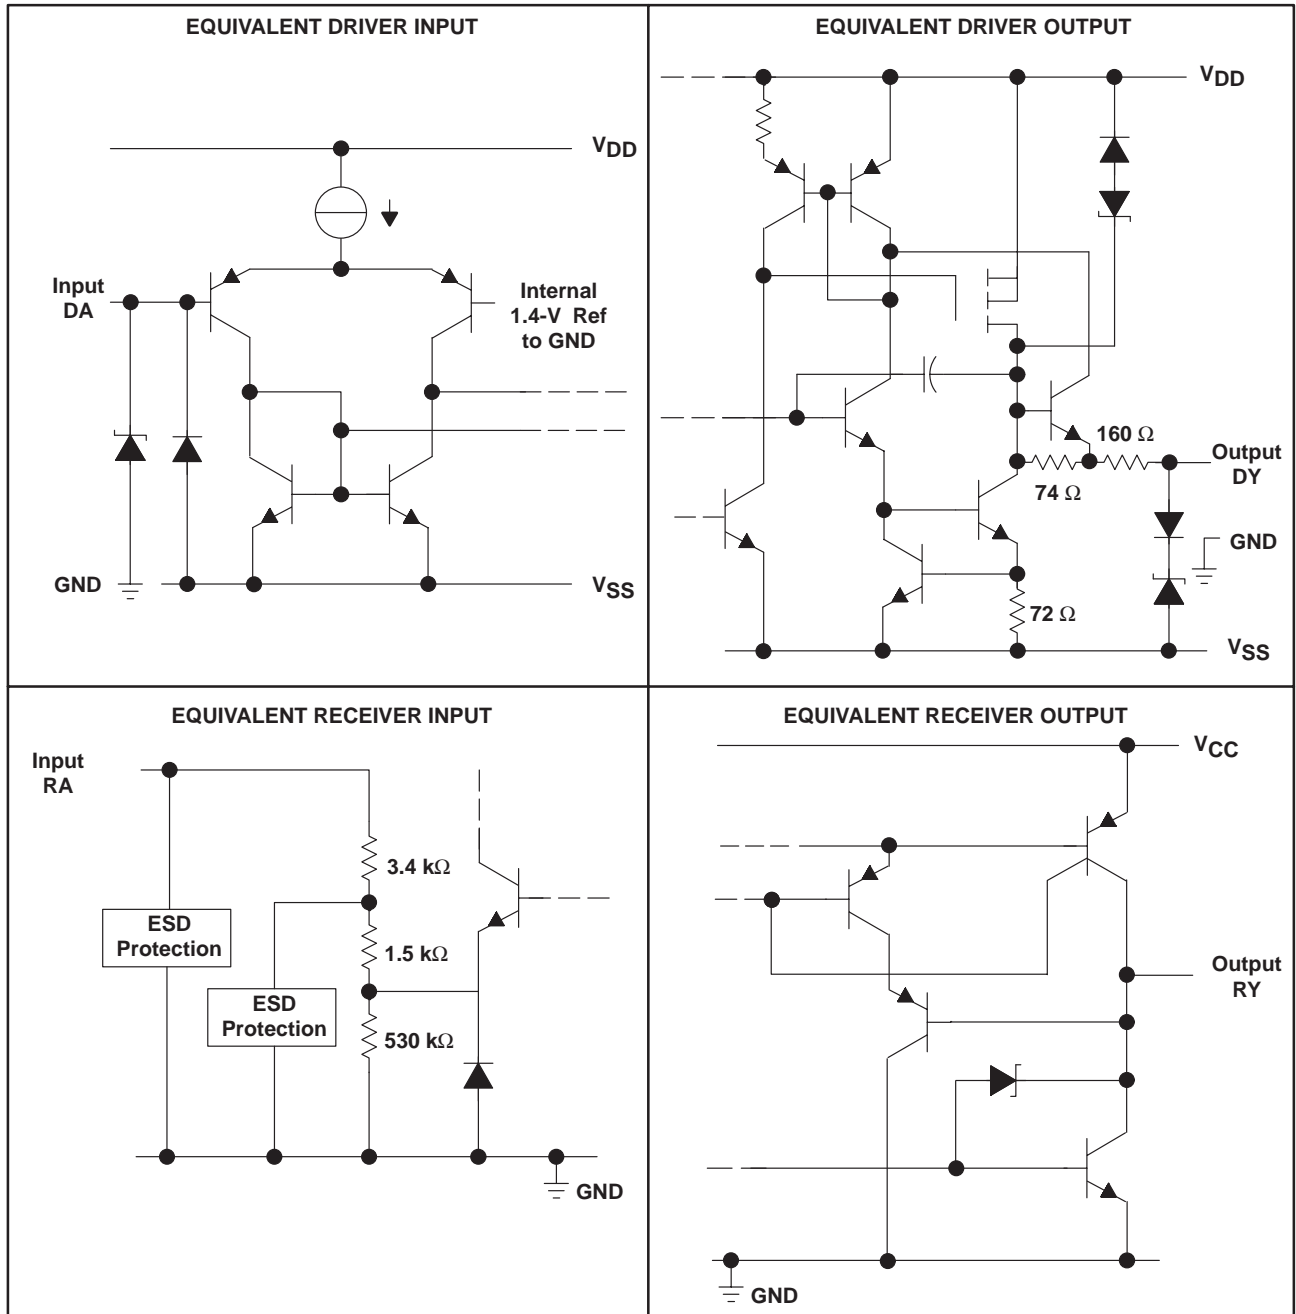 EQUIVALENT DRIVER INPUT
VDD
Input
DA
Internal
1.4-V Ref
to GND
GND
VSS
EQUIVALENT DRIVER OUTPUT
VDD
160 Ω
Output
DY
74 Ω
GND
72 Ω
VSS
EQUIVALENT RECEIVER INPUT
Input
RA
3.4 kΩ
ESD
Protection
1.5 kΩ
ESD
Protection
530 kΩ
GND
EQUIVALENT RECEIVER OUTPUT
VCC
Output
RY
GND